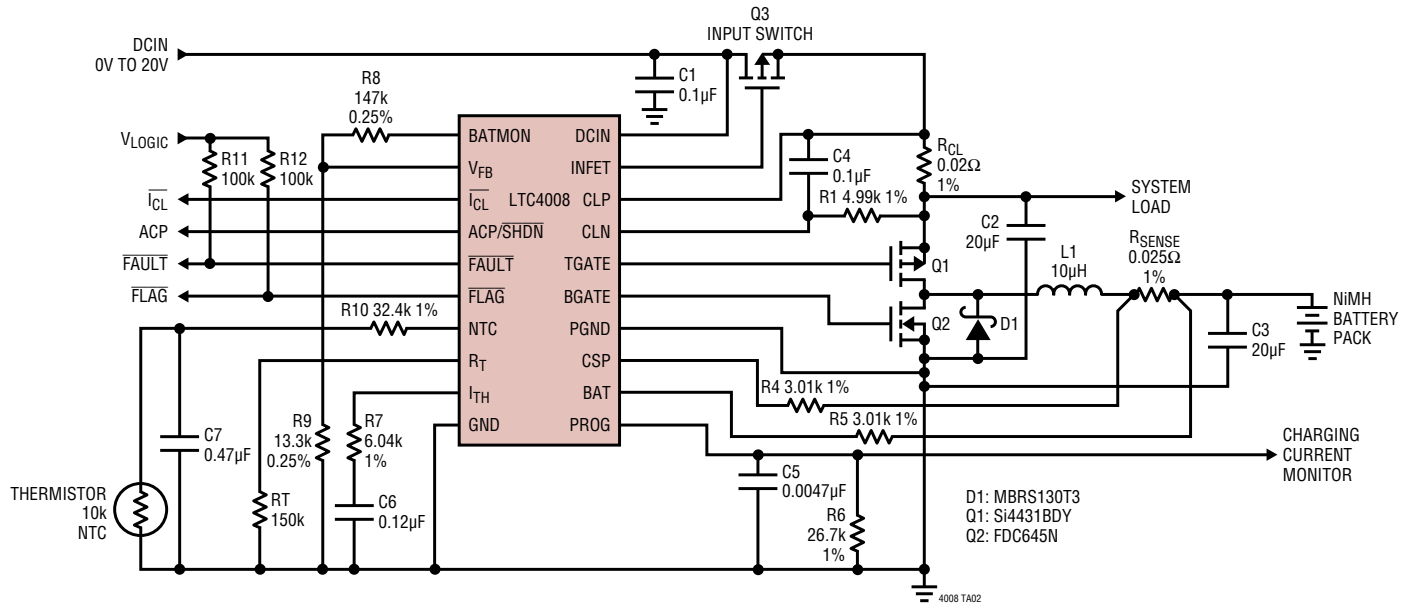 Q3
INPUT SWITCH
DCIN
0V TO 20V
C1
0.1µF
R8
147k
0.25%
VLOGIC
R11
100k
R12
100k
BATMON
DCIN
VFB
INFET
I̅C̅L̅
ICL
LTC4008
CLP
ACP
ACP/S̅H̅D̅N̅
CLN
F̅A̅U̅L̅T̅
F̅A̅U̅L̅T̅
TGATE
F̅L̅A̅G̅
F̅L̅A̅G̅
BGATE
NTC
PGND
RT
CSP
ITH
BAT
GND
PROG
C4
0.1µF
R1 4.99k 1%
RCL
0.02Ω
1%
SYSTEM
LOAD
C2
20µF
L1
10µH
RSENSE
0.025Ω
1%
Q1
Q2
D1
NiMH
BATTERY
PACK
C3
20µF
R10 32.4k 1%
R4 3.01k 1%
R5 3.01k 1%
CHARGING
CURRENT
MONITOR
C7
0.47µF
R9
13.3k
0.25%
R7
6.04k
1%
THERMISTOR
10k
NTC
RT
150k
C6
0.12µF
C5
0.0047µF
R6
26.7k
1%
D1: MBRS130T3
Q1: Si4431BDY
Q2: FDC645N
4008 TA02